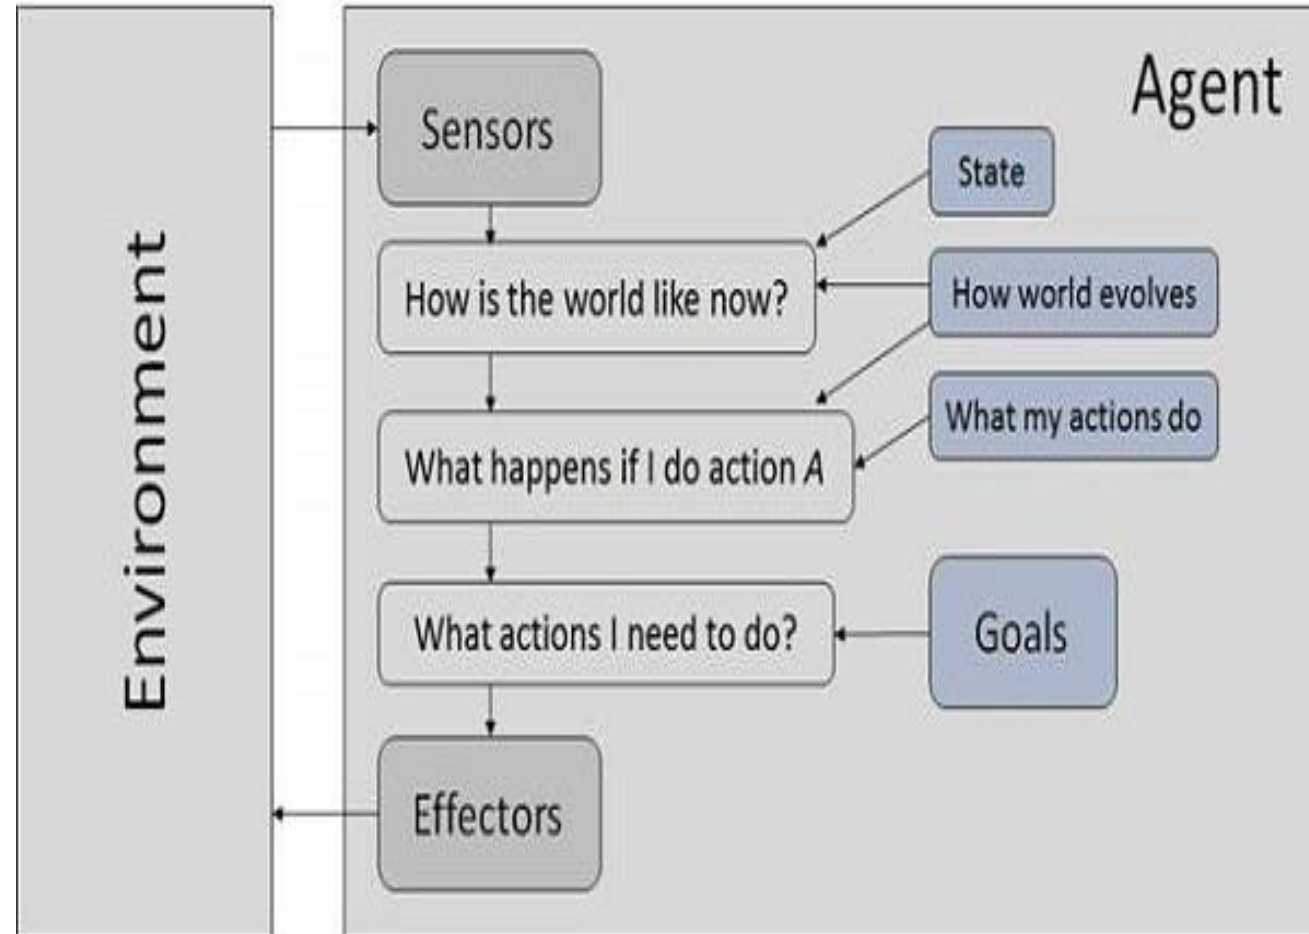 Environment
Agent
Sensors
State
How is the world like now?
How world evolves
What my actions do
What happens if I do action A
What actions I need to do?
Goals
Effectors